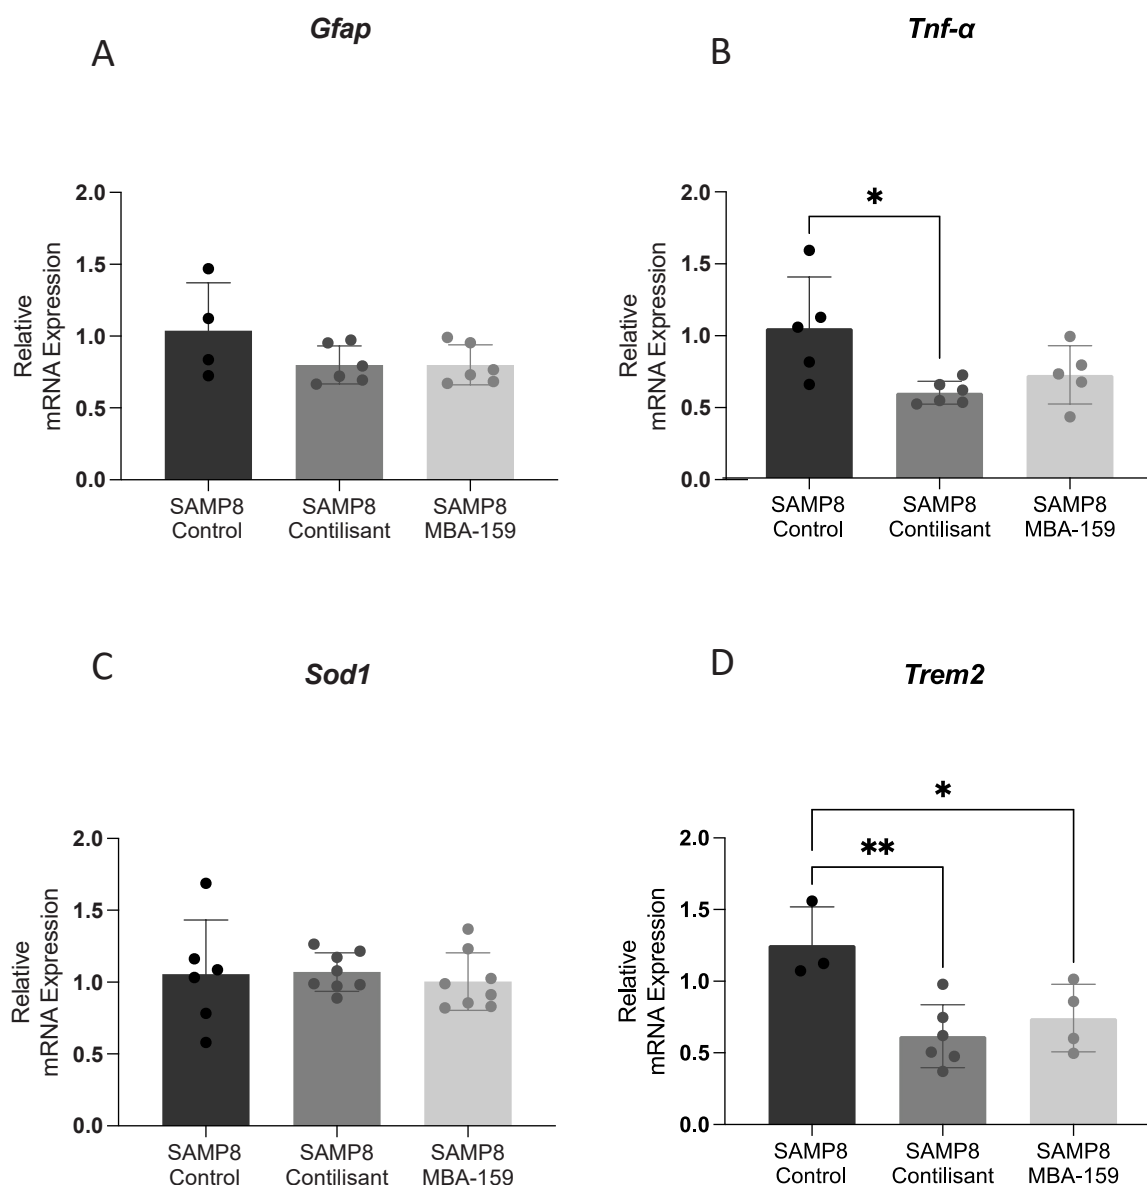 A
Gfap
Relative
mRNA Expression
2.0
1.5
1.0
0.5
0.0
SAMP8
Control
SAMP8
Contilisant
SAMP8
MBA-159
B
Tnf-α
Relative
mRNA Expression
2.0
1.5
1.0
0.5
0.0
*
SAMP8
Control
SAMP8
Contilisant
SAMP8
MBA-159
C
Sod1
Relative
mRNA Expression
2.0
1.5
1.0
0.5
0.0
SAMP8
Control
SAMP8
Contilisant
SAMP8
MBA-159
D
Trem2
Relative
mRNA Expression
2.0
1.5
1.0
0.5
0.0
*
**
SAMP8
Control
SAMP8
Contilisant
SAMP8
MBA-159